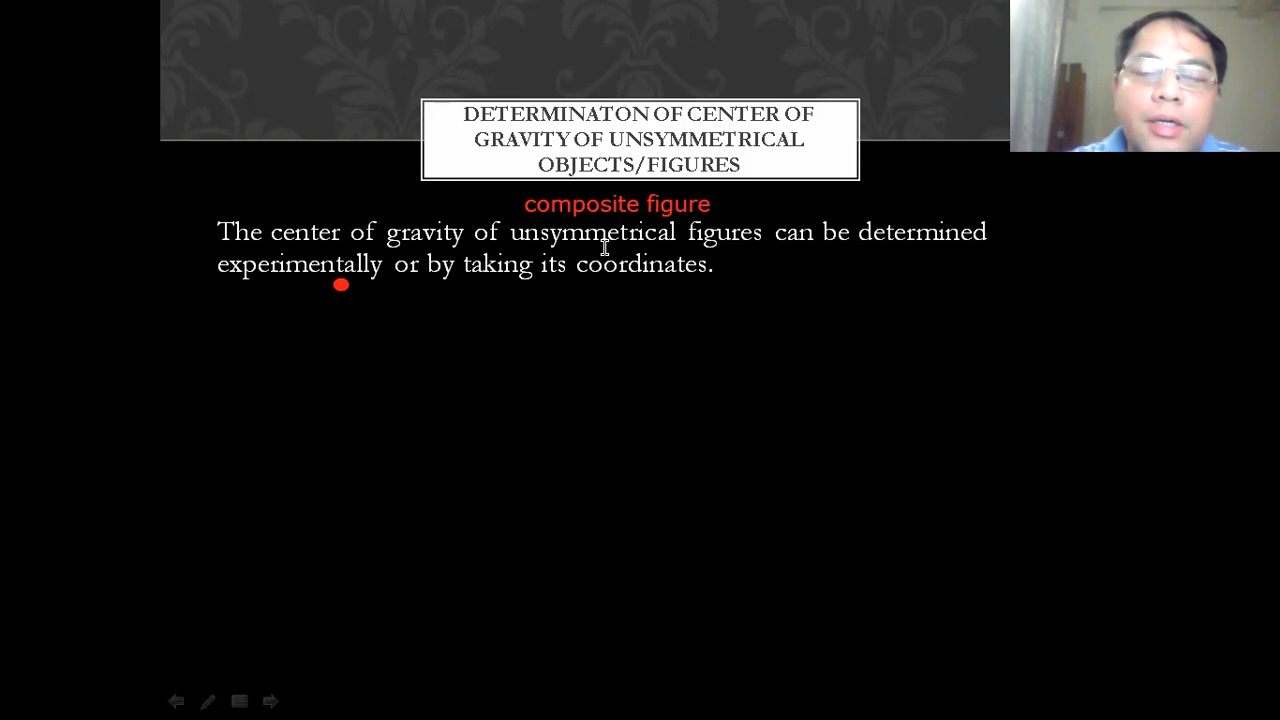 DETERMINATON OF CENTER OF
GRAVITY OF UNSYMMETRICAL
OBJECTS/FIGURES
composite figure
The center of gravity of unsymmetrical figures can be determined
experimentally or by taking its coordinates.